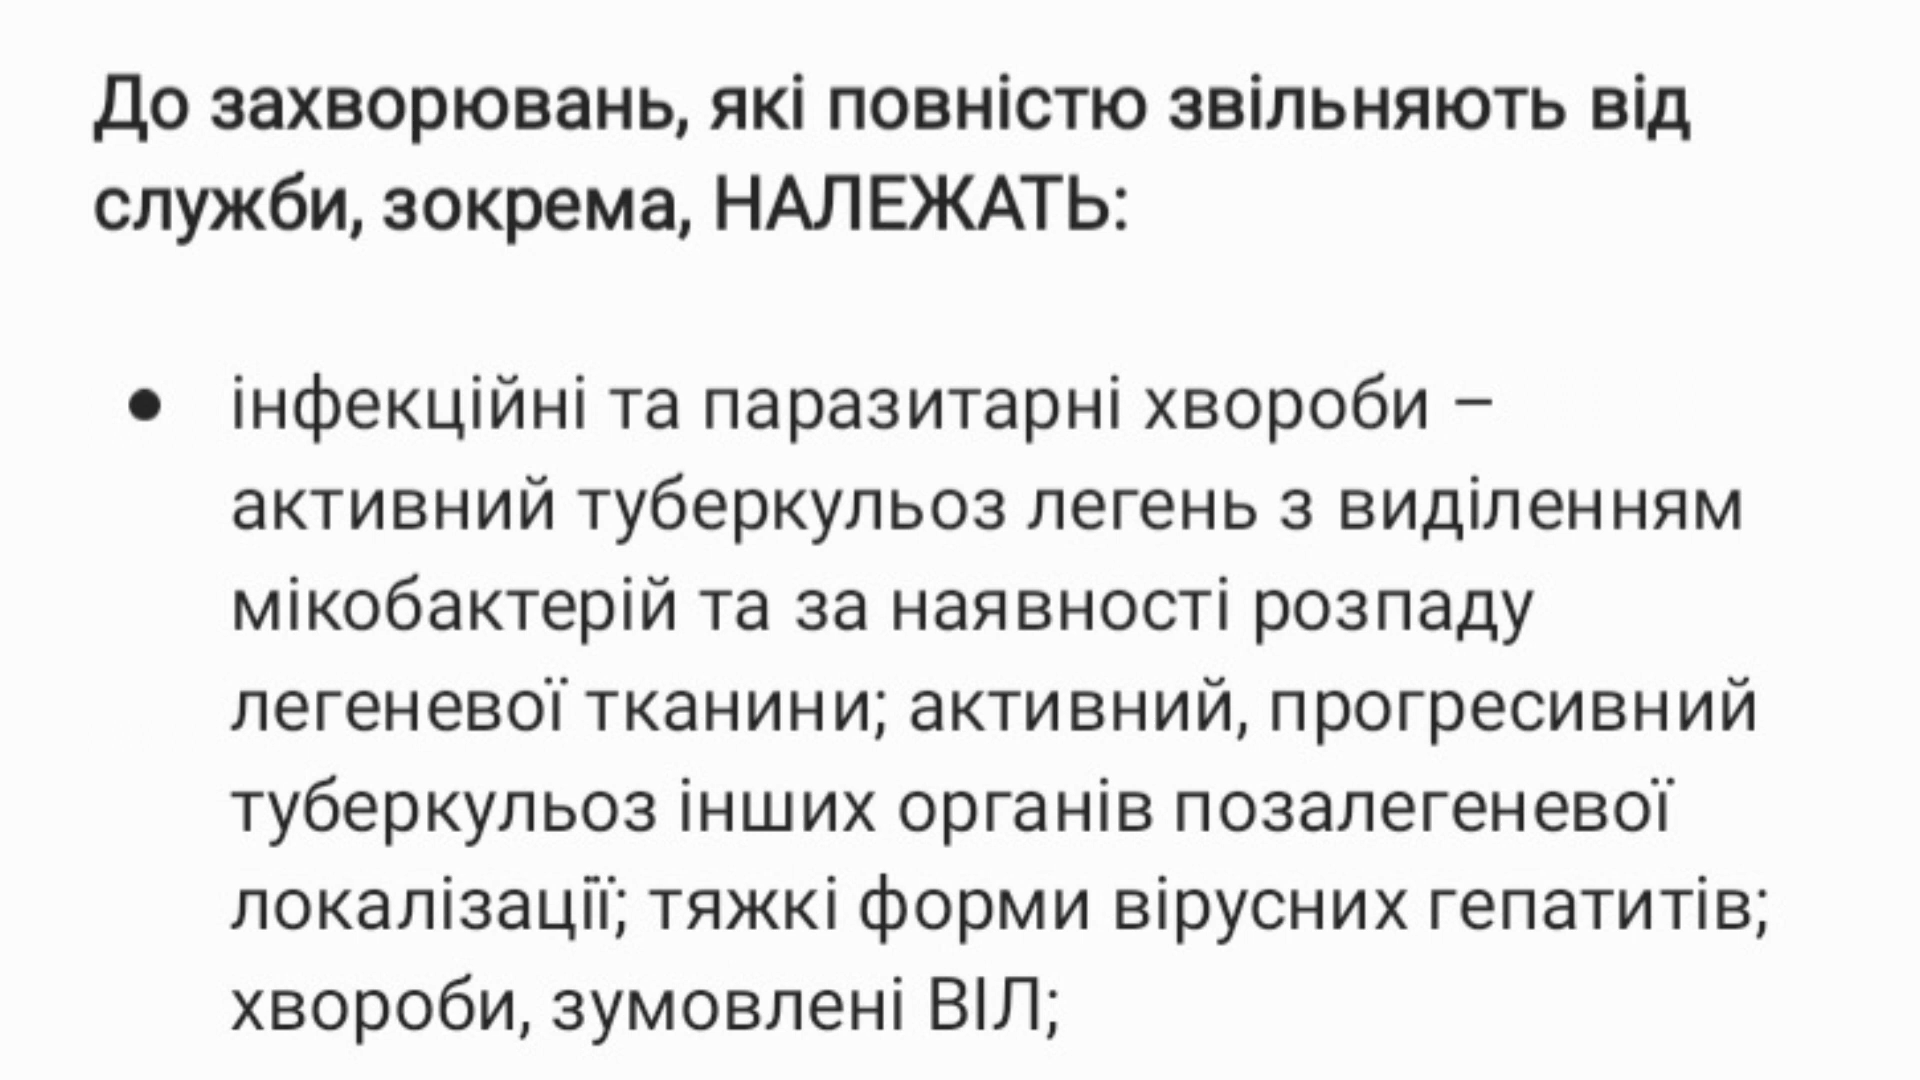 До захворювань, які повністю звільняють від
служби, зокрема, НАЛЕЖАТЬ:
● інфекційні та паразитарні хвороби –
активний туберкульоз легень з виділенням
мікобактерій та за наявності розпаду
легеневої тканини; активний, прогресивний
туберкульоз інших органів позалегеневої
локалізації; тяжкі форми вірусних гепатитів;
хвороби, зумовлені ВІЛ;